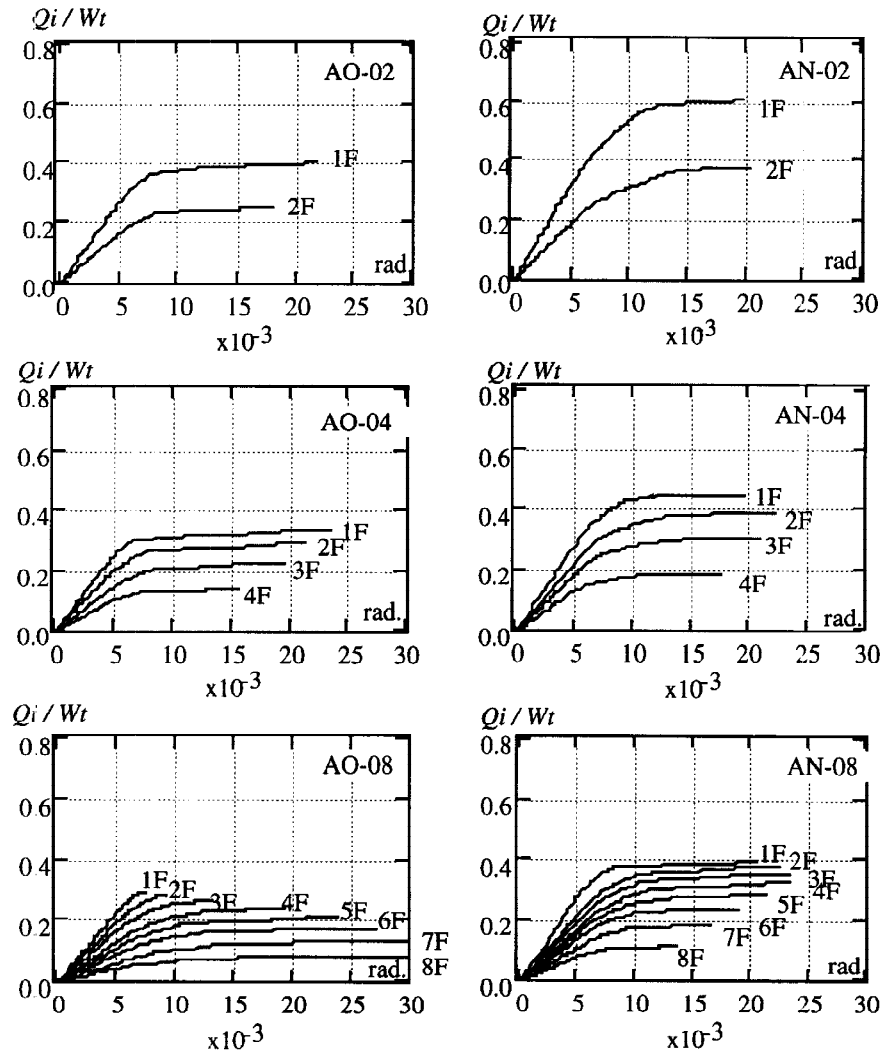 Qi / Wt
0.8
AO-02
0.6
0.4
1F
0.2
2F
0.0
rad
0 5 10 15 20 25 30
x10-3
Qi / Wt
0.8
AN-02
0.6
1F
0.4
2F
0.2
0.0
rad
0 5 10 15 20 25 30
x10-3
Qi / Wt
0.8
AO-04
0.6
0.4
1F
2F
0.2
3F
4F
0.0
rad.
0 5 10 15 20 25 30
x10-3
Qi / Wt
0.8
AN-04
0.6
1F
0.4
2F
3F
0.2
4F
0.0
rad.
0 5 10 15 20 25 30
x10-3
Qi / Wt
0.8
AO-08
0.6
0.4
1F
2F
3F
4F
0.2
5F
6F
7F
8F
0.0
rad.
0 5 10 15 20 25 30
x10-3
Qi / Wt
0.8
AN-08
0.6
0.4
1F
2F
3F
4F
5F
0.2
6F
7F
8F
0.0
rad.
0 5 10 15 20 25 30
x10-3